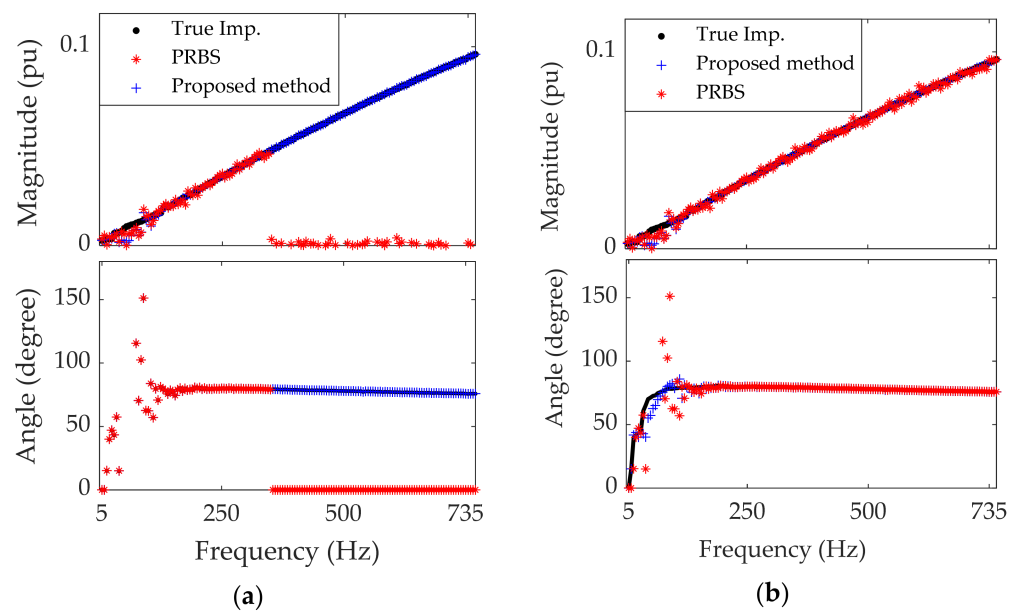 0.1
0
Magnitude (pu)
True Imp.
PRBS
Proposed method
150
100
50
0
Angle (degree)
5
250
500
735
Frequency (Hz)
(a)
0.1
0
Magnitude (pu)
True Imp.
Proposed method
PRBS
150
100
50
0
Angle (degree)
5
250
500
735
Frequency (Hz)
(b)